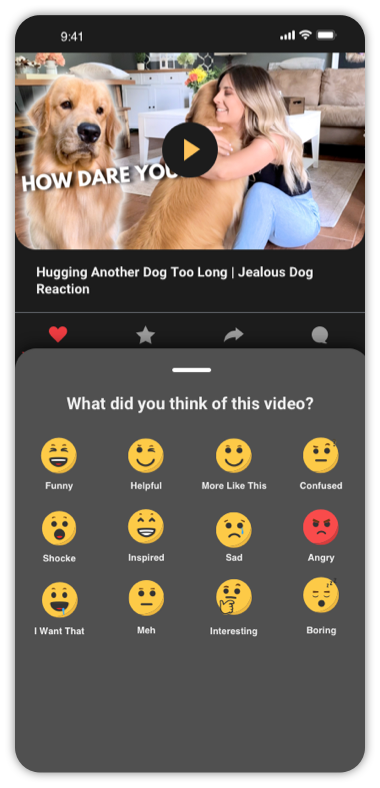 9:41
HOW DARE YOU
Hugging Another Dog Too Long | Jealous Dog
Reaction
What did you think of this video?
Funny Helpful More Like This Confused
Shocke Inspired Sad Angry
I Want That Meh Interesting Boring